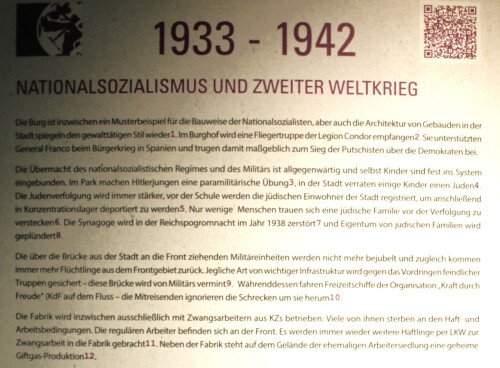 1933 - 1942
NATIONALSOZIALISMUS UND ZWEITER WELTKRIEG
Die Burg ist inzwischen ein Musterbeispiel für die Bauweise der Nationalsozialisten, aber auch die Architektur von Gebäuden in der
Stadt spiegeln den gewalttätigen Stil wieder1. Im Burghof wird eine Fliegertruppe der Legion Condor empfangen2. Sie unterstützten
General Franco beim Bürgerkrieg in Spanien und trugen damit maßgeblich zum Sieg der Putschisten über die Demokraten bei.
Die Übermacht des nationalsozialistischen Regimes und des Militärs ist allgegenwärtig und selbst Kinder sind fest im System
eingebunden. Im Park machen Hitlerjungen eine paramilitärische Übung3, in der Stadt verraten einige Kinder einen Juden4.
Die Judenverfolgung wird immer stärker, vor der Schule werden die jüdischen Einwohner der Stadt registriert, um anschließend
in Konzentrationslager deportiert zu werden5. Nur wenige Menschen trauen sich eine jüdische Familie vor der Verfolgung zu
verstecken6. Die Synagoge wird in der Reichspogromnacht im Jahr 1938 zerstört7 und Eigentum von jüdischen Familien wird
geplündert8.
Die über die Brücke aus der Stadt an die Front ziehenden Militäreinheiten werden nicht mehr bejubelt und zugleich kommen
immer mehr Flüchtlinge aus dem Frontgebiet zurück. Jegliche Art von wichtiger Infrastruktur wird gegen das Vordringen feindlicher
Truppen gesichert – diese Brücke wird von Militärs vermint9. Währenddessen fahren Freizeitschiffe der Organisation „Kraft durch
Freude" (KdF auf dem Fluss – die Mitreisenden ignorieren die Schrecken um sie herum10.
Die Fabrik wird inzwischen ausschließlich mit Zwangsarbeitern aus KZs betrieben. Viele von ihnen sterben an den Haft- und
Arbeitsbedingungen. Die regulären Arbeiter befinden sich an der Front. Es werden immer wieder weitere Häftlinge per LKW zur
Zwangsarbeit in die Fabrik gebracht11. Neben der Fabrik steht auf dem Gelände der ehemaligen Arbeitersiedlung eine geheime
Giftgas-Produktion12.